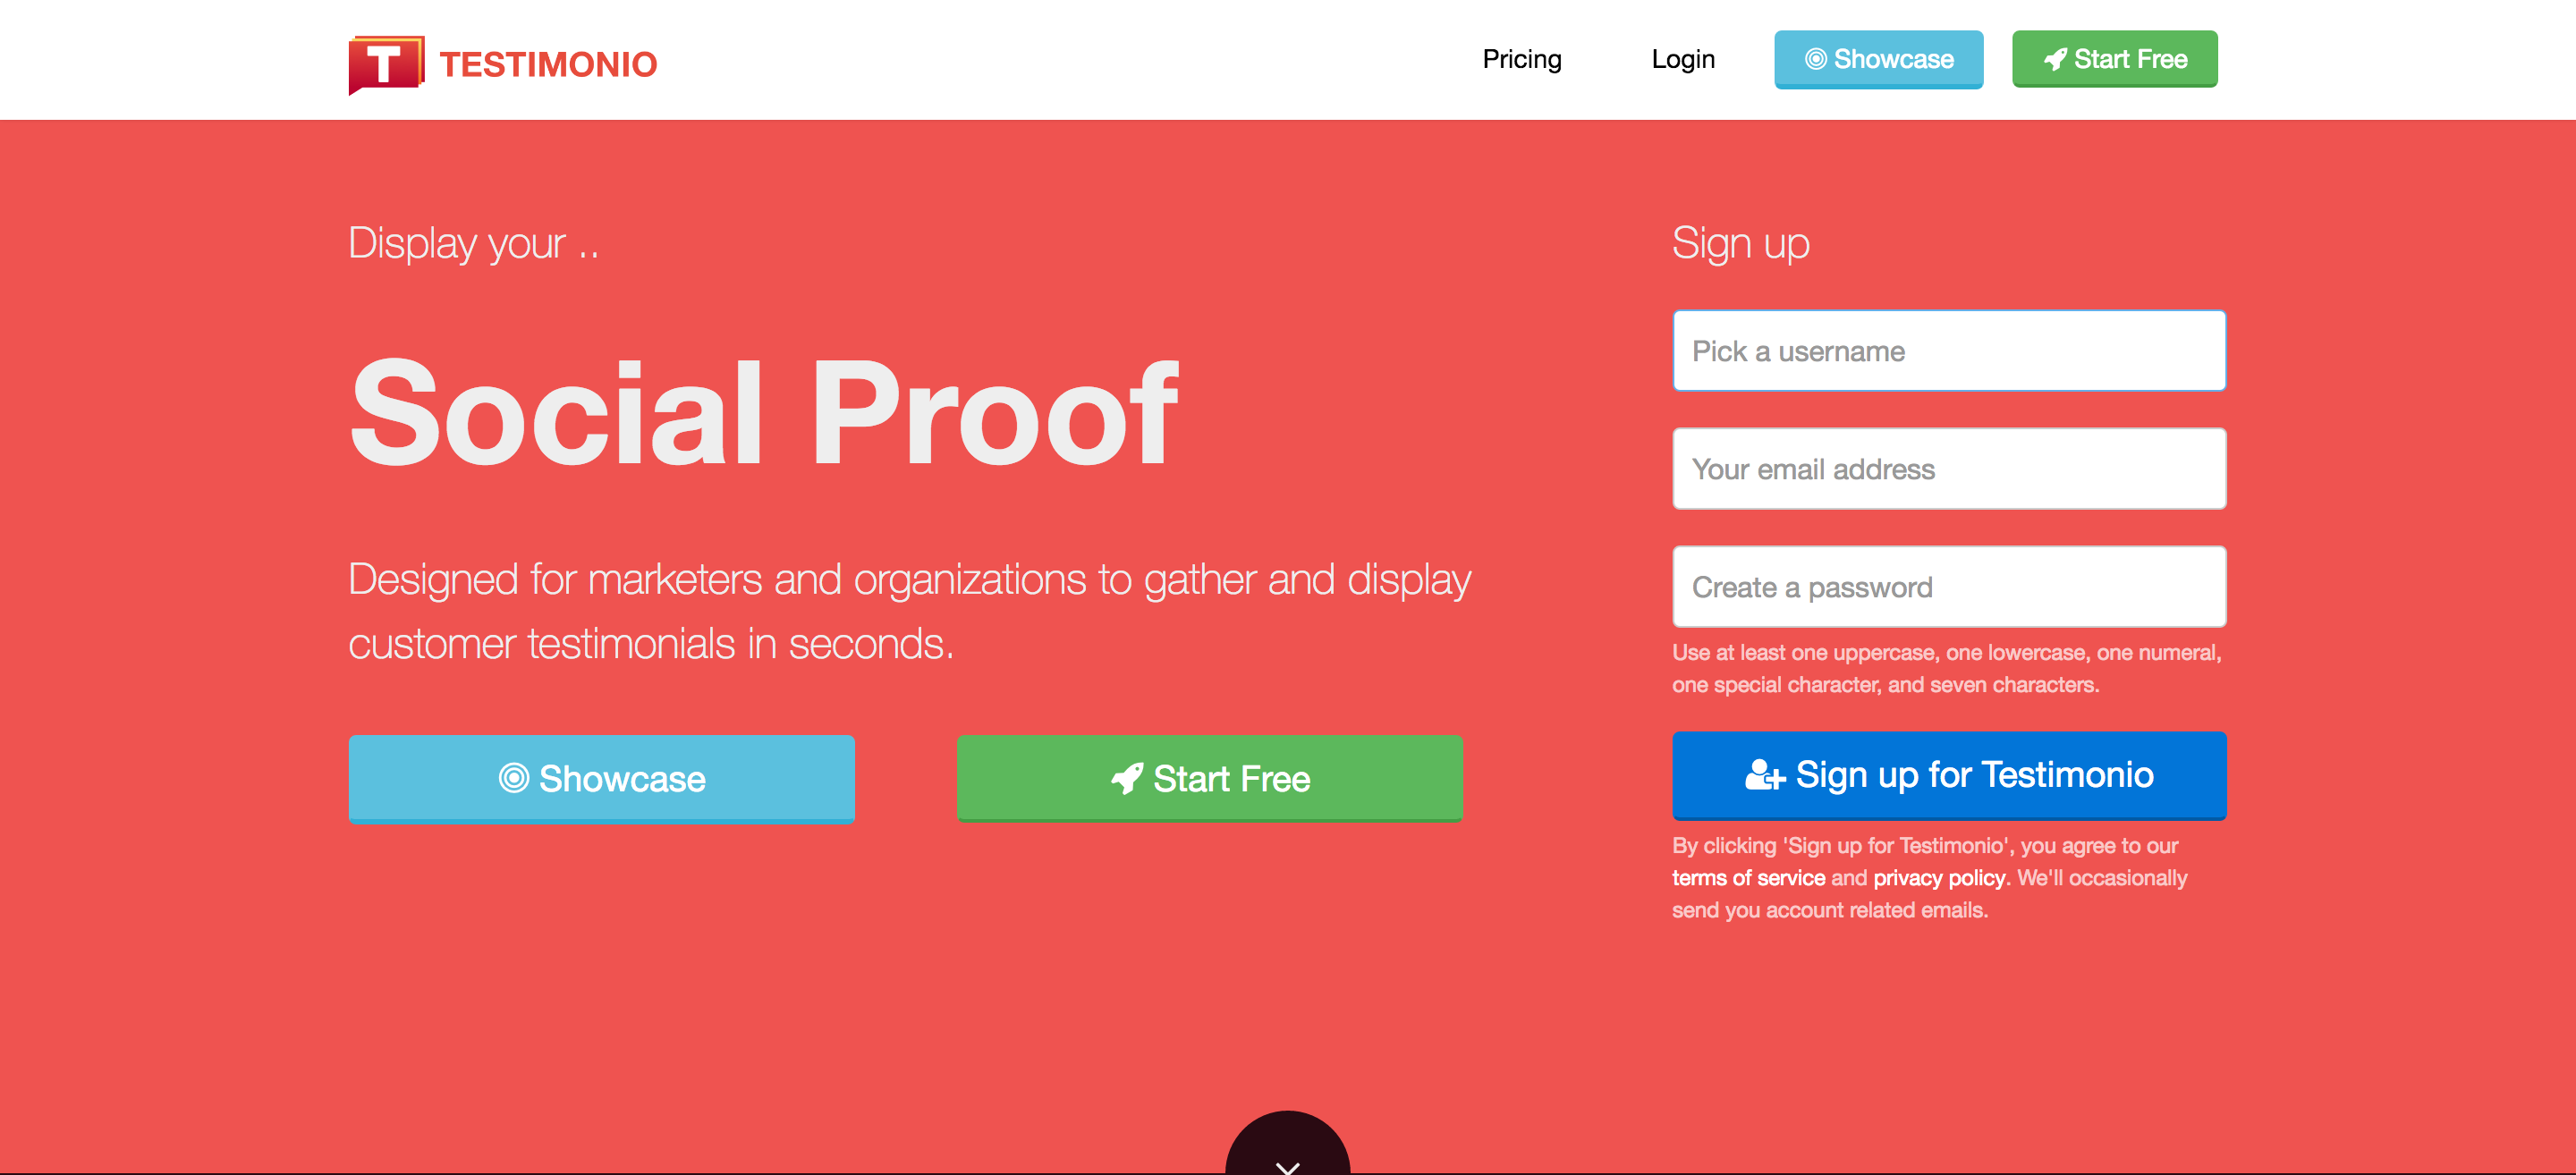 T TESTIMONIO
Pricing
Login
Showcase
Start Free
Display your ..
Social Proof
Designed for marketers and organizations to gather and display
customer testimonials in seconds.
Showcase
Start Free
Sign up
Pick a username
Your email address
Create a password
Use at least one uppercase, one lowercase, one numeral,
one special character, and seven characters.
Sign up for Testimonio
By clicking 'Sign up for Testimonio', you agree to our
terms of service and privacy policy. We'll occasionally
send you account related emails.